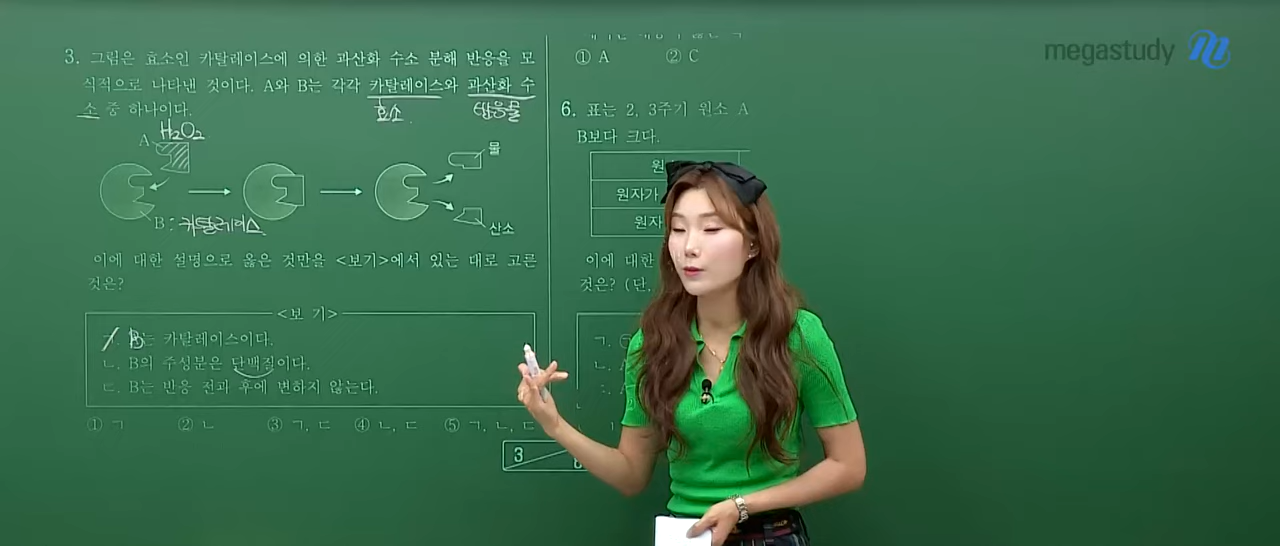 3. 그림은 효소인 카탈레이스에 의한 과산화 수소 분해 반응을 모
식적으로 나타낸 것이다. A와 B는 각각 카탈레이스와 과산화 수
소 중 하나이다.
효소
반응물
H₂O₂
A
물
B : 카탈레이스
산소
이에 대한 설명으로 옳은 것만을 <보기>에서 있는 대로 고른
것은?
<보 기>
B는 카탈레이스이다.
ㄴ. B의 주성분은 단백질이다.
ㄷ. B는 반응 전과 후에 변하지 않는다.
① ㄱ ② ㄴ ③ ㄱ, ㄷ ④ ㄴ, ㄷ ⑤ ㄱ, ㄴ, ㄷ
3
① A ② C
6. 표는 2, 3주기 원소 A
B보다 크다.
원
원자가
원자
이에 대한
것은? (단,
ㄱ.
ㄴ. A
megastudy